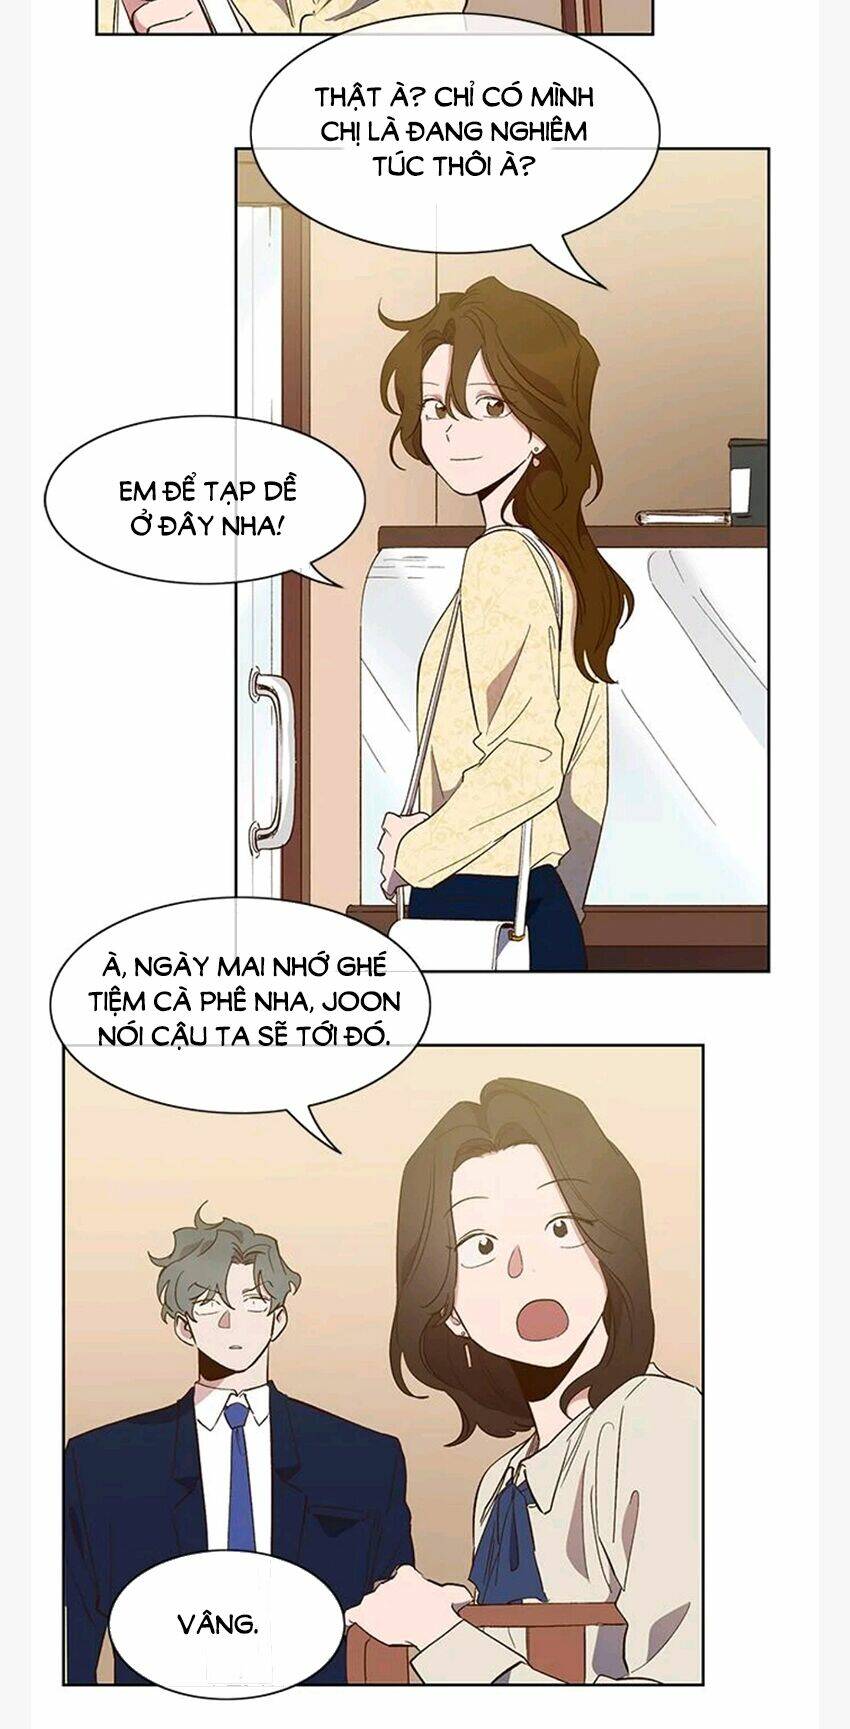 THẬT À? CHỈ CÓ MÌNH
CHỊ LÀ ĐANG NGHIÊM
TÚC THÔI À?
EM ĐỂ TẠP DỀ
Ở ĐÂY NHA!
À, NGÀY MAI NHỚ GHÉ
TIỆM CÀ PHÊ NHA, JOON
NÓI CẬU TA SẼ TỚI ĐÓ.
VÂNG.